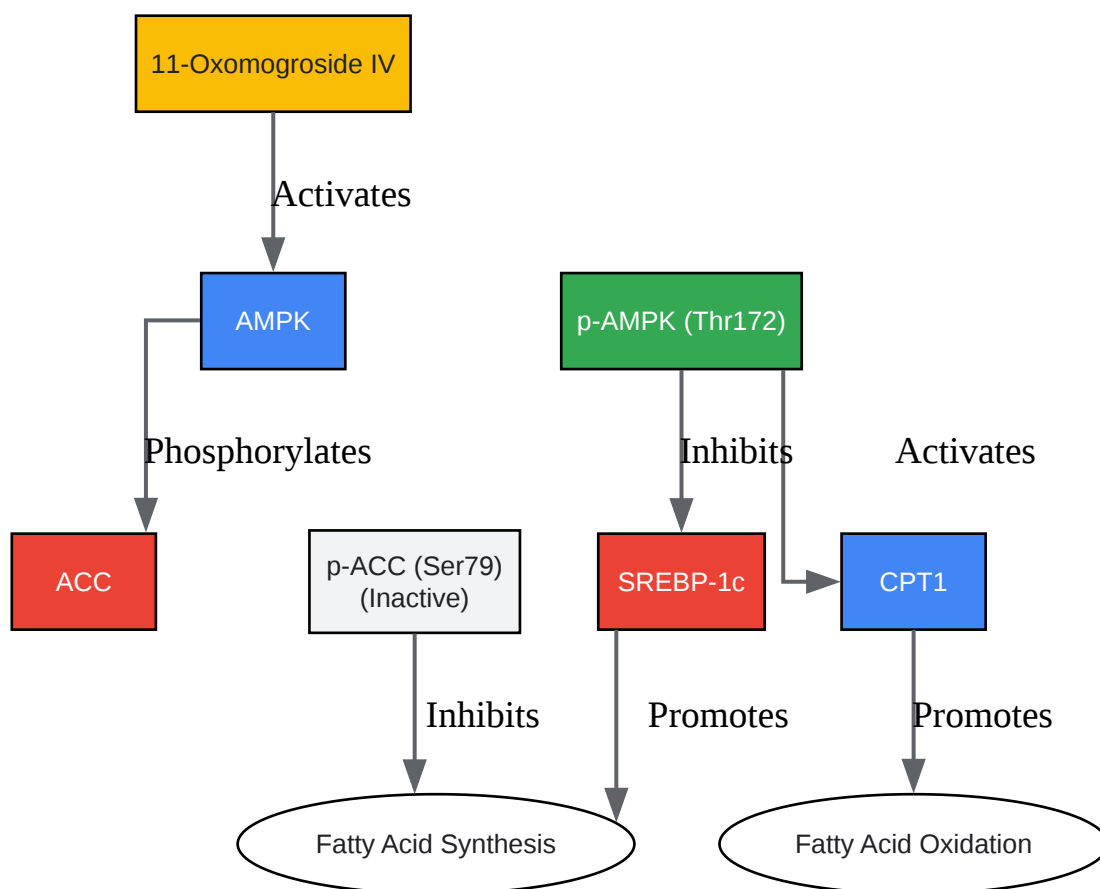 11-Oxomogroside IV
Activates
AMPK
p-AMPK (Thr172)
Phosphorylates
Inhibits
Activates
ACC
p-ACC (Ser79)
(Inactive)
SREBP-1c
CPT1
Inhibits
Promotes
Promotes
Fatty Acid Synthesis
Fatty Acid Oxidation